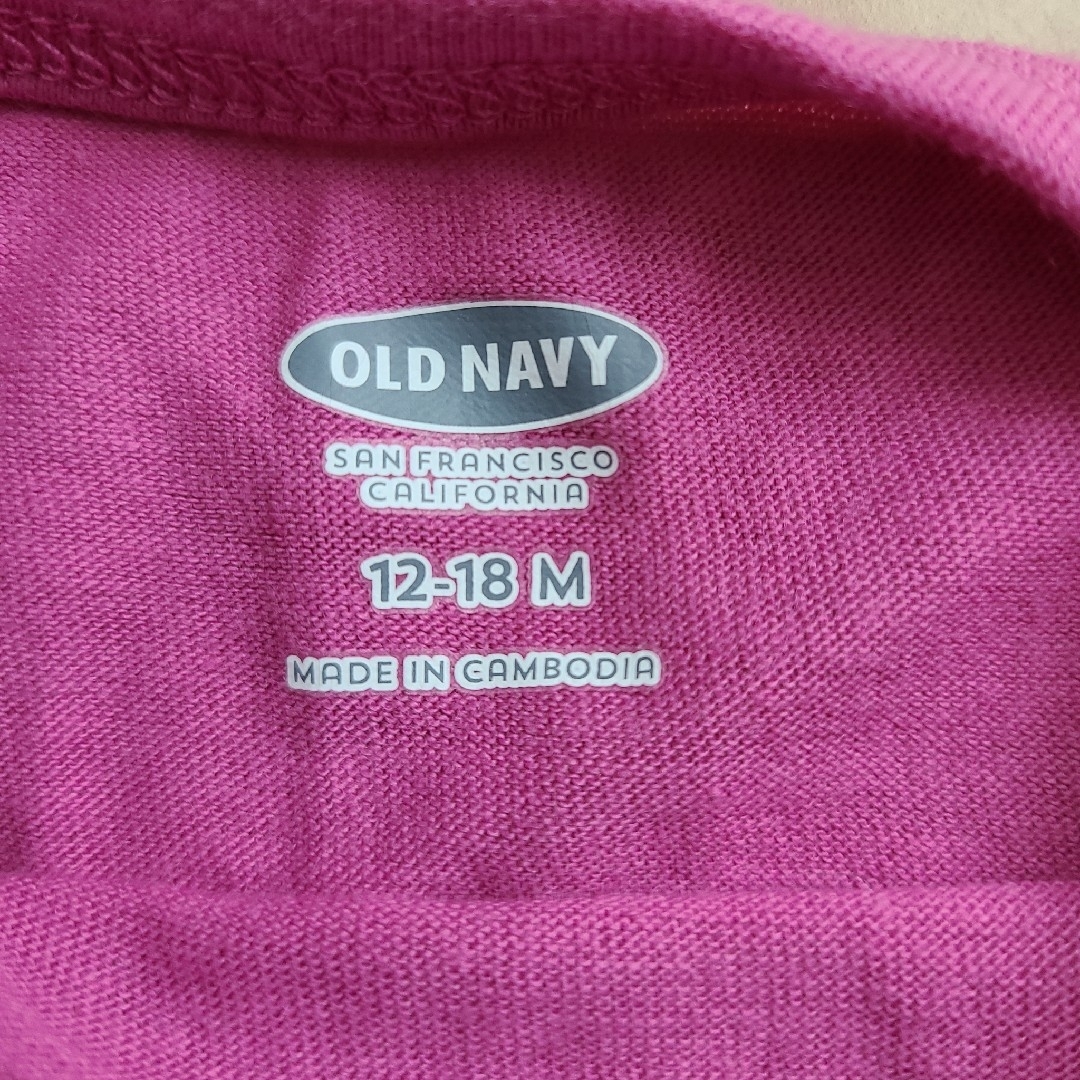 OLD NAVY
SAN FRANCISCO
CALIFORNIA
12-18 M
MADE IN CAMBODIA